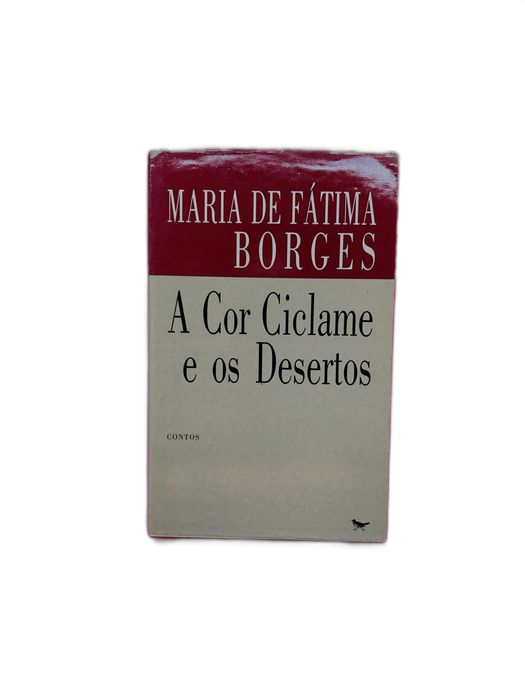 MARIA DE FÁTIMA
BORGES
A Cor Ciclame
e os Desertos
CONTOS